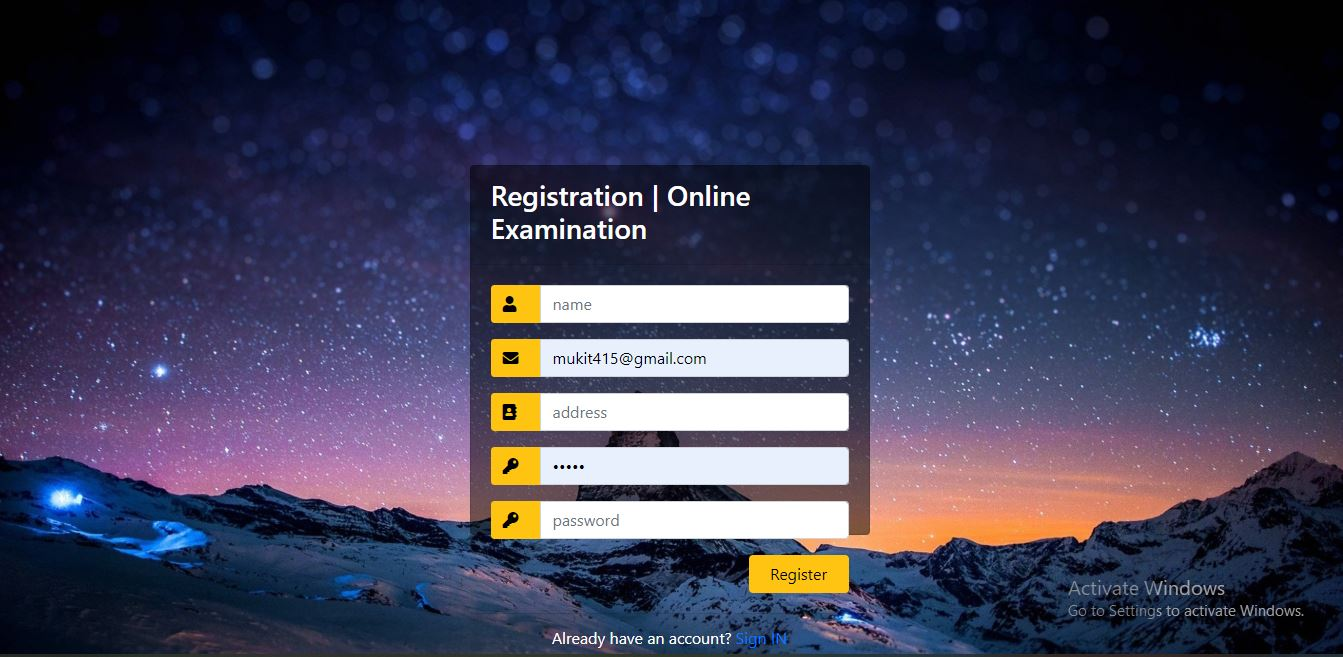 Registration | Online
Examination
name
mukit415@gmail.com
address
•••••
password
Register
Already have an account? Sign IN
Activate Windows
Go to Settings to activate Windows.